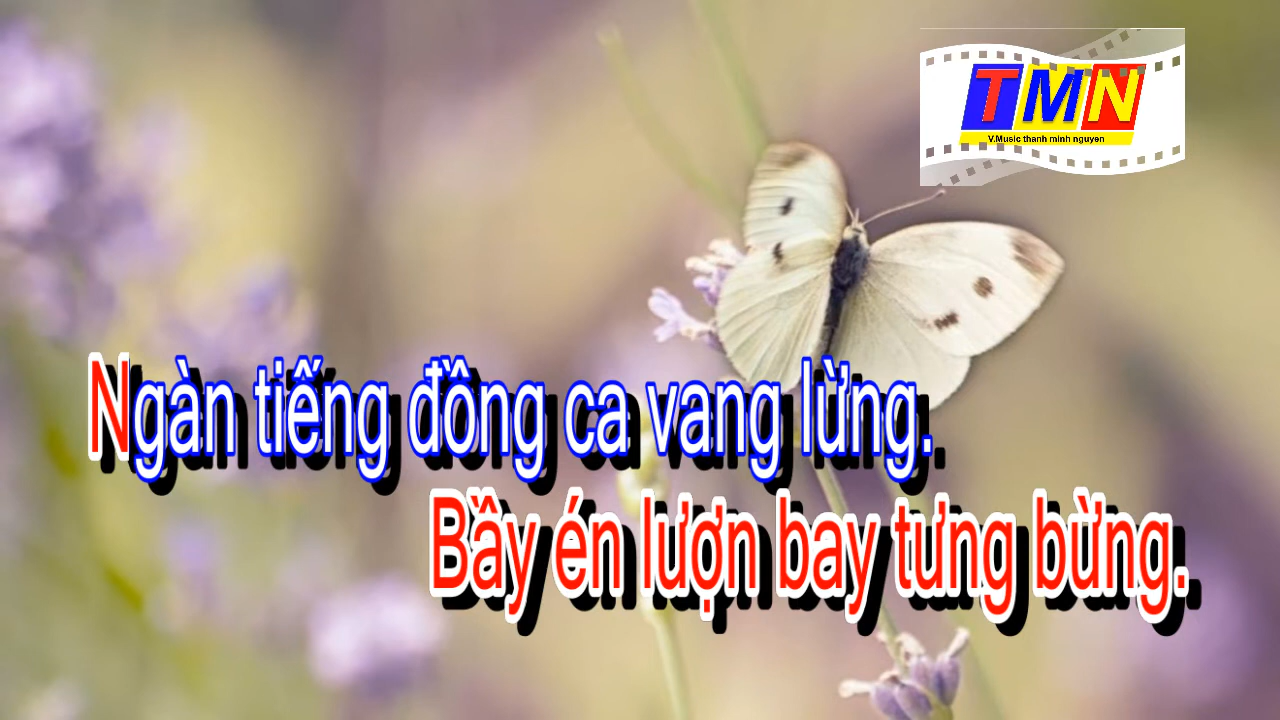 TMN
V.Music thanh minh nguyen
Ngàn tiếng đồng ca vang lừng.
Bầy én lượn bay tưng bừng.